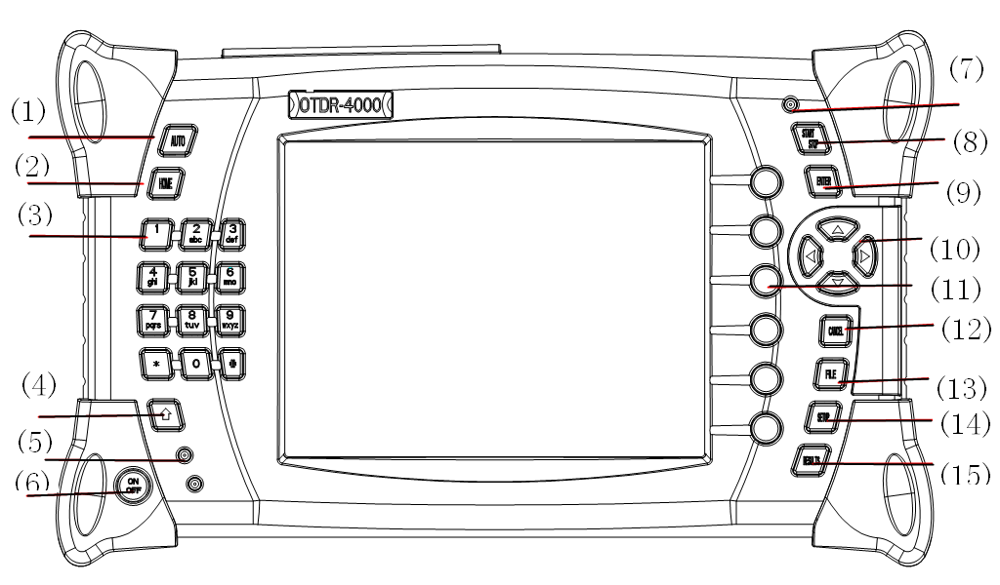 OTDR-4000
(1)
(2)
(3)
(4)
(5)
(6)
AUTO
HOME
1
2
abc
3
def
4
ghi
5
jkl
6
mno
7
pqrs
8
tuv
9
wxyz
*
0
#
ON
OFF
(7)
(8)
(9)
(10)
(11)
(12)
(13)
(14)
(15)
START
STOP
ENTER
CANCEL
FILE
SETUP
RESULTS